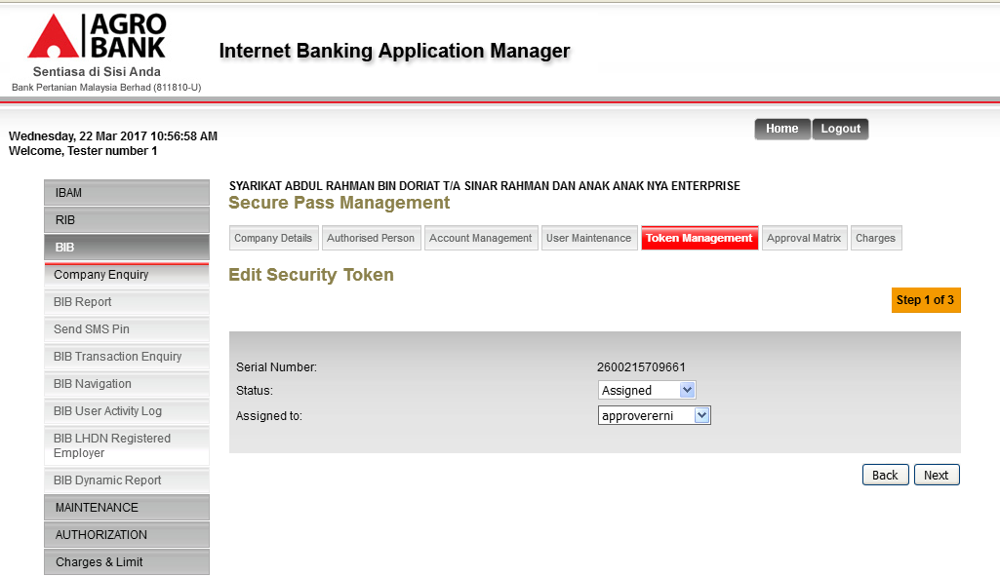 AGRO
BANK
Sentiasa di Sisi Anda
Bank Pertanian Malaysia Berhad (811810-U)
Internet Banking Application Manager
Wednesday, 22 Mar 2017 10:56:58 AM
Welcome, Tester number 1
Home Logout
IBAM
RIB
BIB
Company Enquiry
BIB Report
Send SMS Pin
BIB Transaction Enquiry
BIB Navigation
BIB User Activity Log
BIB LHDN Registered
Employer
BIB Dynamic Report
MAINTENANCE
AUTHORIZATION
Charges & Limit
SYARIKAT ABDUL RAHMAN BIN DORIAT T/A SINAR RAHMAN DAN ANAK ANAK NYA ENTERPRISE
Secure Pass Management
Company Details Authorised Person Account Management User Maintenance Token Management Approval Matrix Charges
Edit Security Token
Step 1 of 3
Serial Number: 2600215709661
Status: Assigned
Assigned to: approvererni
Back Next